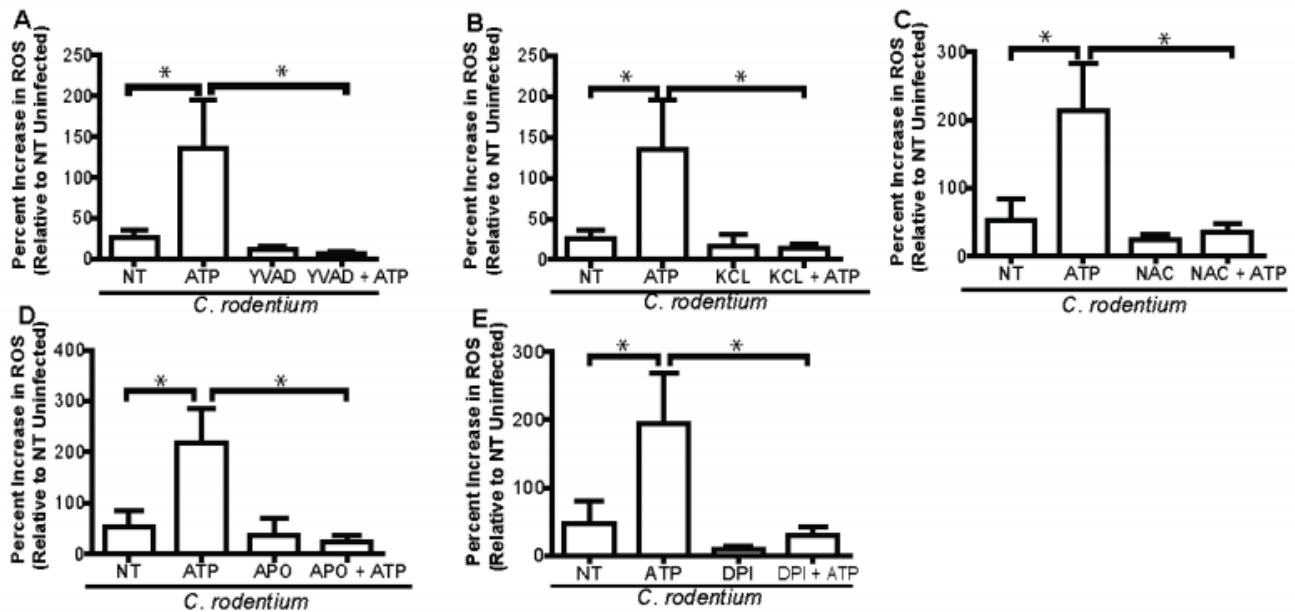 A
Percent Increase in ROS
(Relative to NT Uninfected)
250
200
150
100
50
0
*
*
NT ATP YVAD YVAD + ATP
C. rodentium
B
Percent Increase in ROS
(Relative to NT Uninfected)
250
200
150
100
50
0
*
*
NT ATP KCL KCL + ATP
C. rodentium
C
Percent Increase in ROS
(Relative to NT Uninfected)
300
200
100
0
*
*
NT ATP NAC NAC + ATP
C. rodentium
D
Percent Increase in ROS
(Relative to NT Uninfected)
400
300
200
100
0
*
*
NT ATP APO APO + ATP
C. rodentium
E
Percent Increase in ROS
(Relative to NT Uninfected)
300
200
100
0
*
*
NT ATP DPI DPI + ATP
C. rodentium